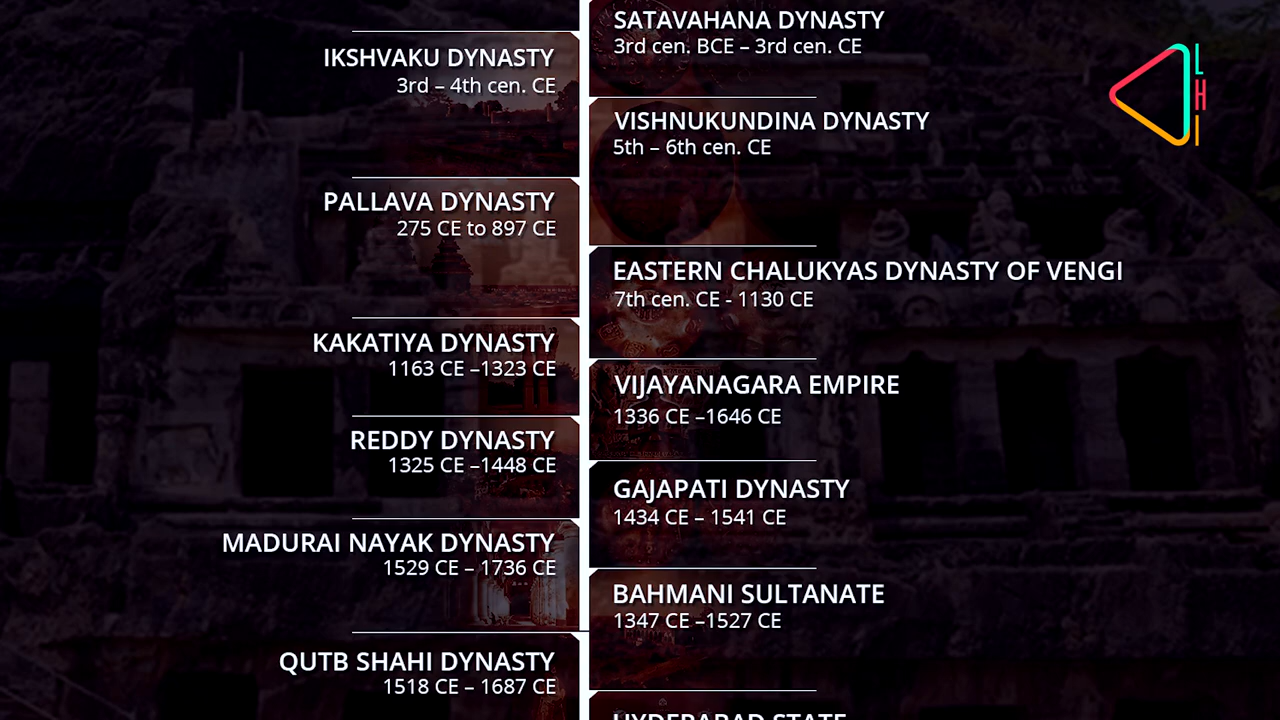 SATAVAHANA DYNASTY
3rd cen. BCE – 3rd cen. CE
IKSHVAKU DYNASTY
3rd – 4th cen. CE
L
H
I
VISHNUKUNDINA DYNASTY
5th – 6th cen. CE
PALLAVA DYNASTY
275 CE to 897 CE
EASTERN CHALUKYAS DYNASTY OF VENGI
7th cen. CE - 1130 CE
KAKATIYA DYNASTY
1163 CE –1323 CE
VIJAYANAGARA EMPIRE
1336 CE –1646 CE
REDDY DYNASTY
1325 CE –1448 CE
GAJAPATI DYNASTY
1434 CE – 1541 CE
MADURAI NAYAK DYNASTY
1529 CE – 1736 CE
BAHMANI SULTANATE
1347 CE –1527 CE
QUTB SHAHI DYNASTY
1518 CE – 1687 CE
HYDERABAD STATE